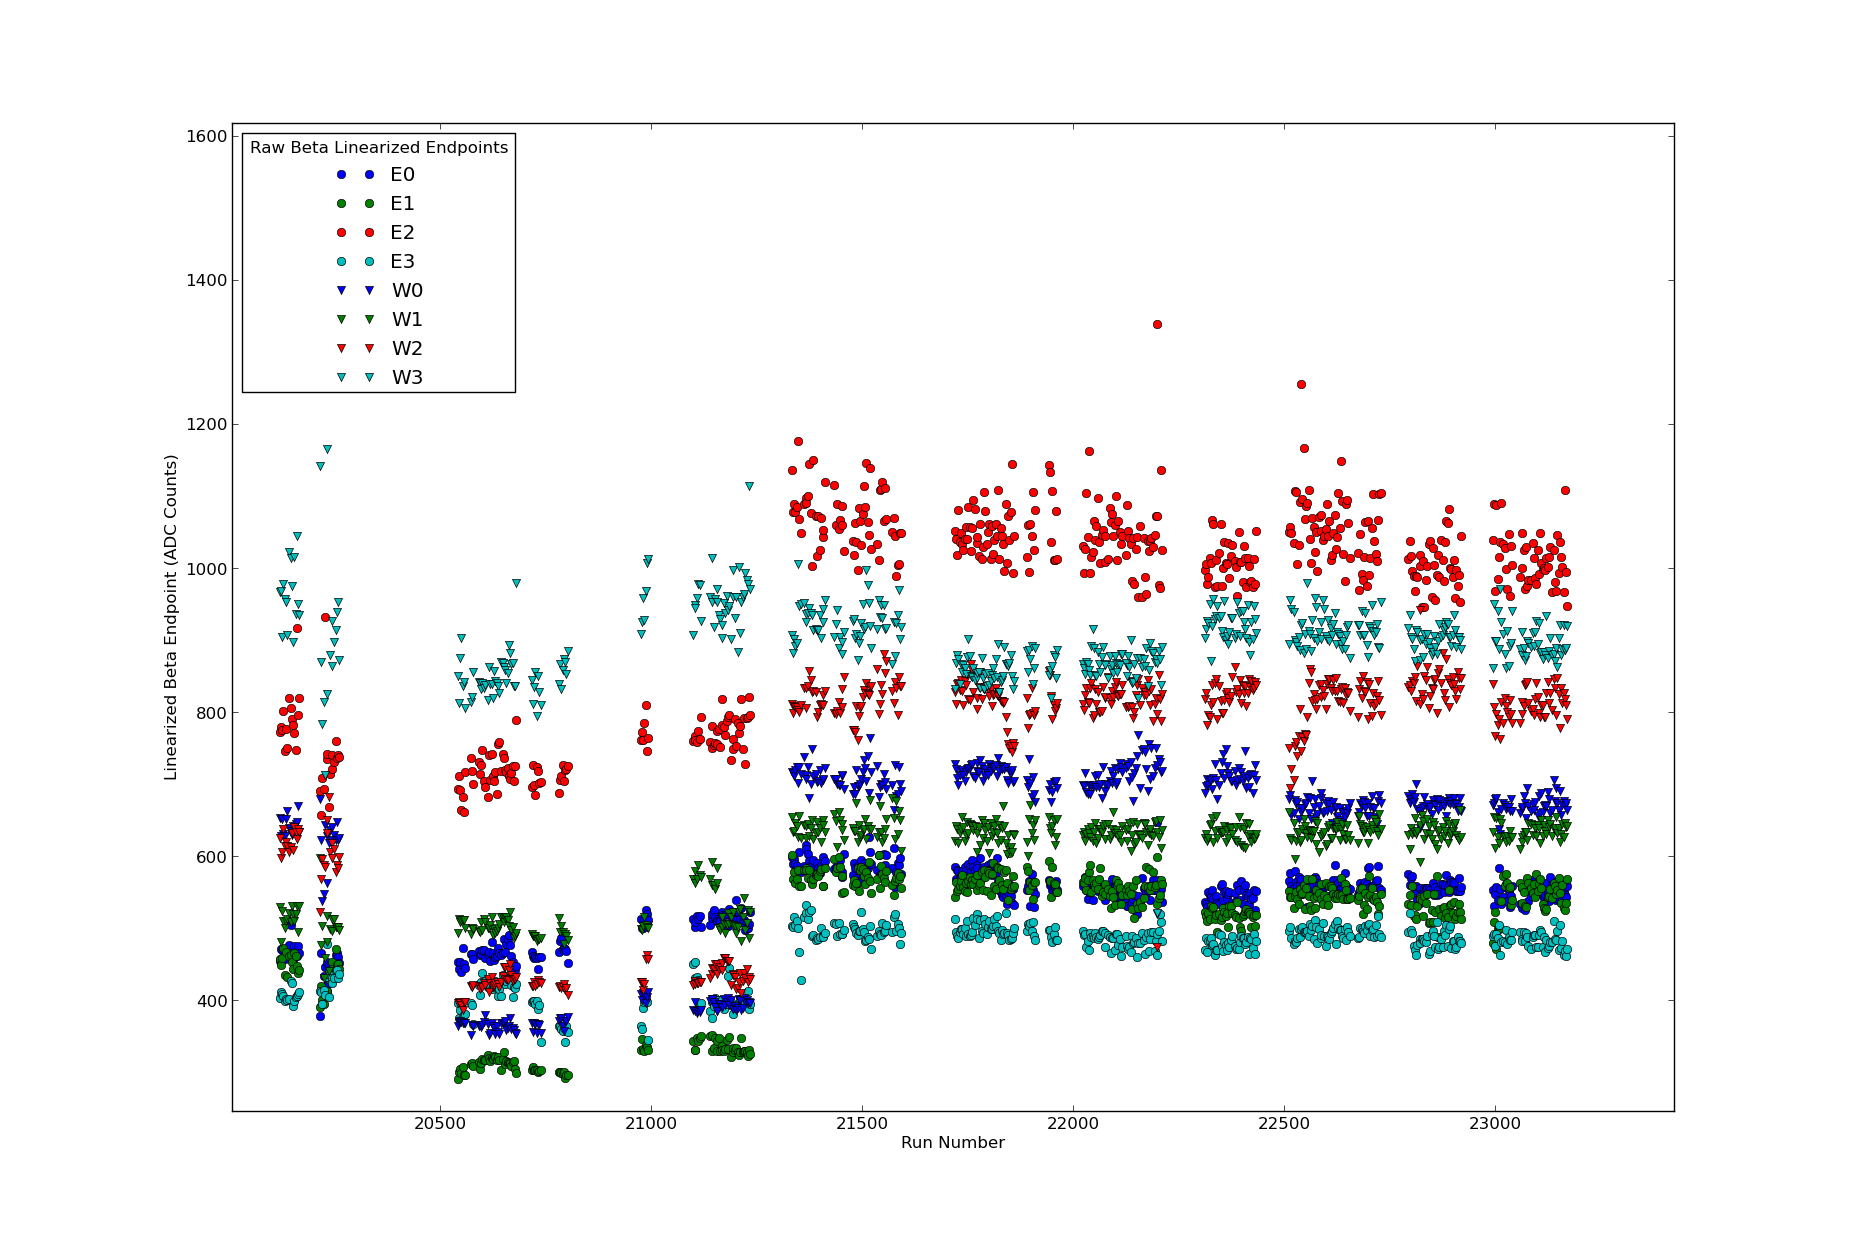 1600
1400
1200
1000
800
600
400
Linearized Beta Endpoint (ADC Counts)
Raw Beta Linearized Endpoints
E0
E1
E2
E3
W0
W1
W2
W3
20500 21000 21500 22000 22500 23000
Run Number